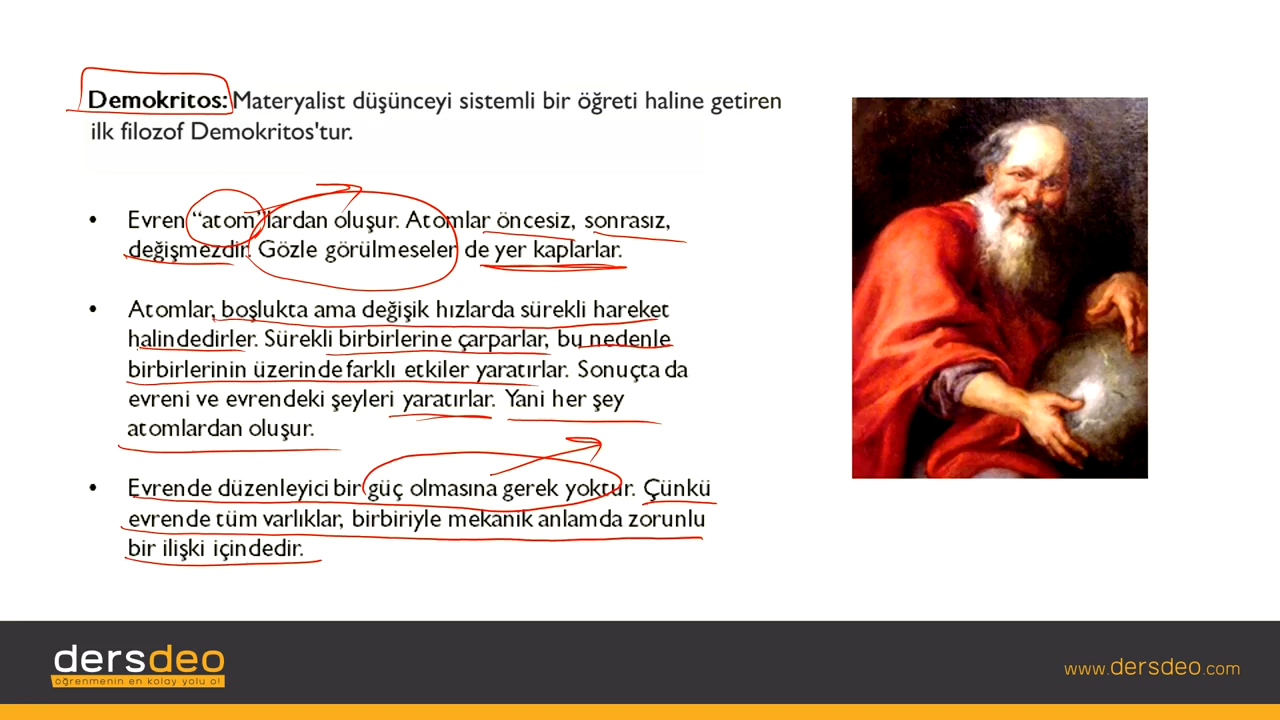 Demokritos: Materyalist düşünceyi sistemli bir öğreti haline getiren
ilk filozof Demokritos'tur.
• Evren “atom”lardan oluşur. Atomlar öncesiz, sonrasız,
değişmezdir. Gözle görülmeseler de yer kaplarlar.
• Atomlar, boşlukta ama değişik hızlarda sürekli hareket
halindedirler. Sürekli birbirlerine çarparlar, bu nedenle
birbirlerinin üzerinde farklı etkiler yaratırlar. Sonuçta da
evreni ve evrendeki şeyleri yaratırlar. Yani her şey
atomlardan oluşur.
• Evrende düzenleyici bir güç olmasına gerek yoktur. Çünkü
evrende tüm varlıklar, birbiriyle mekanik anlamda zorunlu
bir ilişki içindedir.
dersdeo
öğrenmenin en kolay yolu o!
www.dersdeo.com